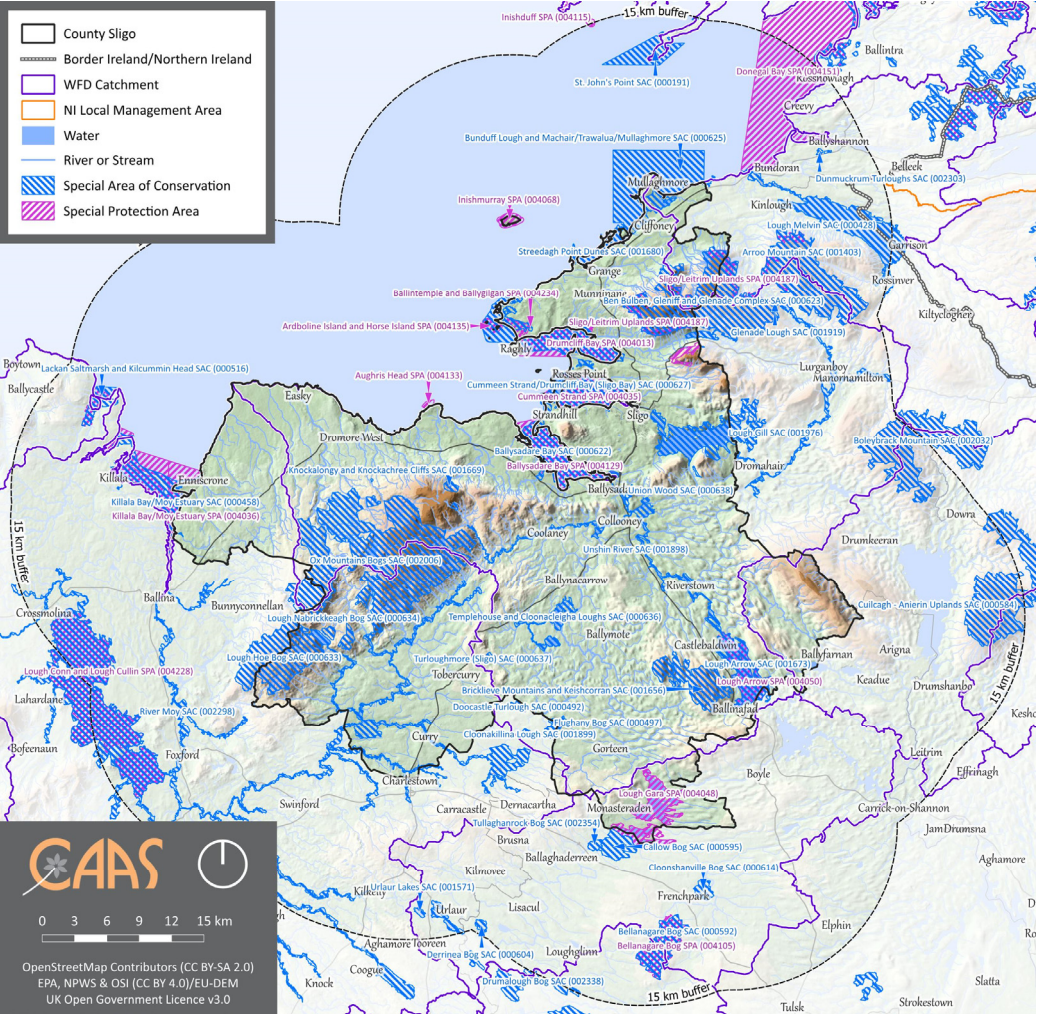 County Sligo
Border Ireland/Northern Ireland
WFD Catchment
NI Local Management Area
Water
River or Stream
Special Area of Conservation
Special Protection Area
Inishduff SPA (004115)
15 km buffer
Ballintra
St. John's Point SAC (000191)
Donegal Bay SPA (004151)
Rossnowlagh
Creevy
Bunduff Lough and Machair/Trawalua/Mullaghmore SAC (000625)
Ballyshannon
Belleek
Bundoran
Dunmuckrum Turloughs SAC (002303)
Mullaghmore
Inishmurray SPA (004068)
Kinlough
Cliffoney
Lough Melvin SAC (000428)
Garrison
Streedagh Point Dunes SAC (001680)
Arroo Mountain SAC (001403)
Grange
Sligo/Leitrim Uplands SPA (004187)
Rossinver
Ballintemple and Ballygilgan SPA (004234)
Ben Bulben, Gleniff and Glenade Complex SAC (000623)
Kiltyclogher
Ardboline Island and Horse Island SPA (004135)
Sligo/Leitrim Uplands SPA (004187)
Glenade Lough SAC (001919)
Raghly
Drumcliff Bay SPA (004013)
Boytown
Lackan Saltmarsh and Kilcummin Head SAC (000516)
Lurganboy
Ballycastle
Aughris Head SPA (004133)
Rosses Point
Manorhamilton
Cummeen Strand/Drumcliff Bay (Sligo Bay) SAC (000627)
Easky
Cummeen Strand SPA (004035)
Strandhill
Sligo
Drumore West
Lough Gill SAC (001976)
Boleybrack Mountain SAC (002032)
Ballysadare Bay SAC (000622)
Killala
Enniscrone
Knockalongy and Knockachree Cliffs SAC (001669)
Ballysadare Bay SPA (004129)
Dromahair
Union Wood SAC (000638)
Killala Bay/Moy Estuary SAC (000458)
Killala Bay/Moy Estuary SPA (004036)
Collooney
Dowra
15 km buffer
Coolaney
Drumkeeran
Ox Mountains Bogs SAC (002006)
Unshin River SAC (001898)
Ballynacarrow
Riverstown
Ballina
Bunnyconnellan
Crossmolina
Lough Nabrickkeagh Bog SAC (000634)
Templehouse and Cloonacleigha Loughs SAC (000636)
Cuilcagh - Anierin Uplands SAC (000584)
Ballymote
Castlebaldwin
Arigna
Ballyfarnan
Lough Hoe Bog SAC (000633)
Turloughmore (Sligo) SAC (000637)
Lough Arrow SAC (001673)
Lough Conn and Lough Cullin SPA (004228)
Tobercurry
Lough Arrow SPA (004050)
Keadue
Drumshanbo
15 km buffer
Lahardane
Bricklieve Mountains and Keishcorran SAC (001656)
River Moy SAC (002298)
Doocastle Turlough SAC (000492)
Ballinafad
Flughany Bog SAC (000497)
Curry
Cloonakillina Lough SAC (001899)
Bofeenaun
Foxford
Gorteen
Leitrim
Charlestown
Boyle
Effrinagh
Lough Gara SPA (004048)
Swinford
Carracastle
Dernacartha
Monasteraden
Carrick-on-Shannon
Tullaghanrock Bog SAC (002354)
JamDrumsna
Brusna
Callow Bog SAC (000595)
Ballaghaderreen
Aghamore
Kilmovee
Cloonshanville Bog SAC (000614)
Urlaur Lakes SAC (001571)
Frenchpark
Lisacul
Urlaur
Elphin
Bellanagare Bog SAC (000592)
Aghamore
Tooreen
Bellanagare Bog SPA (004105)
Loughglinn
Derrinea Bog SAC (000604)
Coogue
Knock
Drumalough Bog SAC (002338)
Slatta
15 km buffer
Tulsk
Strokestown
CAAS
0 3 6 9 12 15 km
OpenStreetMap Contributors (CC BY-SA 2.0)
EPA, NPWS & OSI (CC BY 4.0)/EU-DEM
UK Open Government Licence v3.0